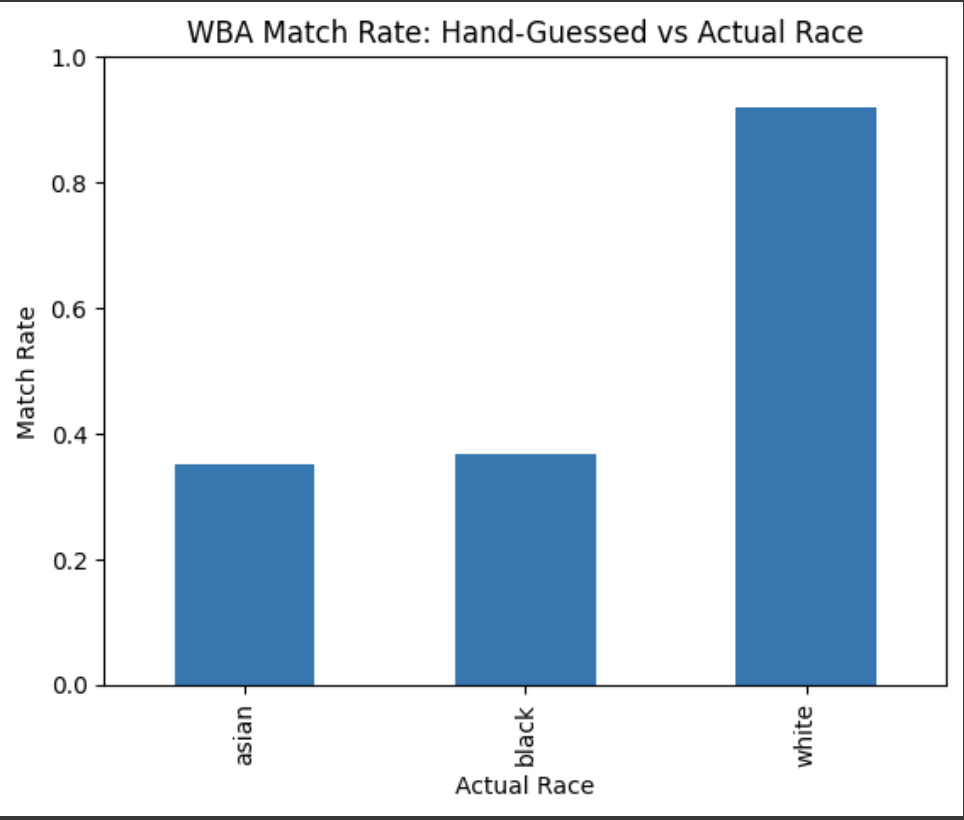 WBA Match Rate: Hand-Guessed vs Actual Race
1.0
0.8
0.6
0.4
0.2
0.0
Match Rate
asian
black
white
Actual Race